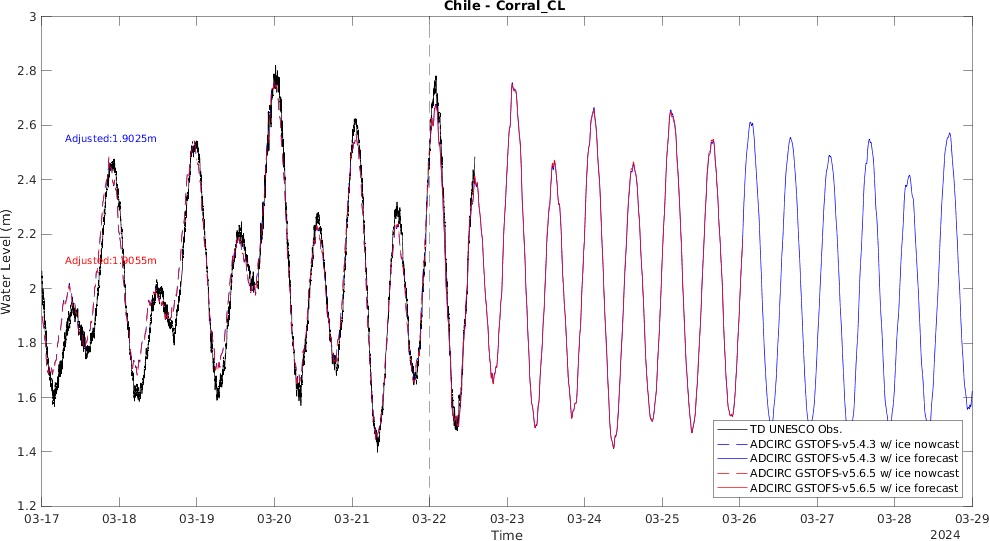 Chile - Corral_CL
3
2.8
2.6
2.4
2.2
2
1.8
1.6
1.4
1.2
Water Level (m)
Adjusted:1.9025m
Adjusted:1.9055m
TD UNESCO Obs.
ADCIRC GSTOFS-v5.4.3 w/ ice nowcast
ADCIRC GSTOFS-v5.4.3 w/ ice forecast
ADCIRC GSTOFS-v5.6.5 w/ ice nowcast
ADCIRC GSTOFS-v5.6.5 w/ ice forecast
03-17 03-18 03-19 03-20 03-21 03-22 03-23 03-24 03-25 03-26 03-27 03-28 03-29
Time
2024